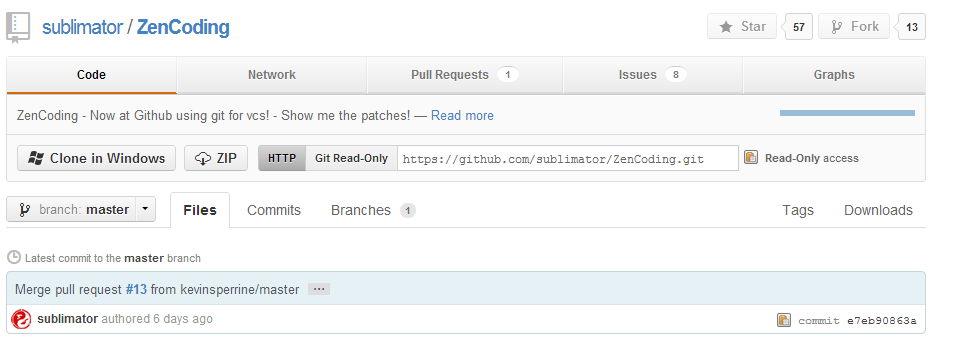 sublimator / ZenCoding Star 57 Fork 13
Code Network Pull Requests 1 Issues 8 Graphs
ZenCoding - Now at Github using git for vcs! - Show me the patches! — Read more
Clone in Windows ZIP HTTP Git Read-Only https://github.com/sublimator/ZenCoding.git Read-Only access
branch: master Files Commits Branches 1 Tags Downloads
Latest commit to the master branch
Merge pull request #13 from kevinsperrine/master ...
sublimator authored 6 days ago commit e7eb90863a